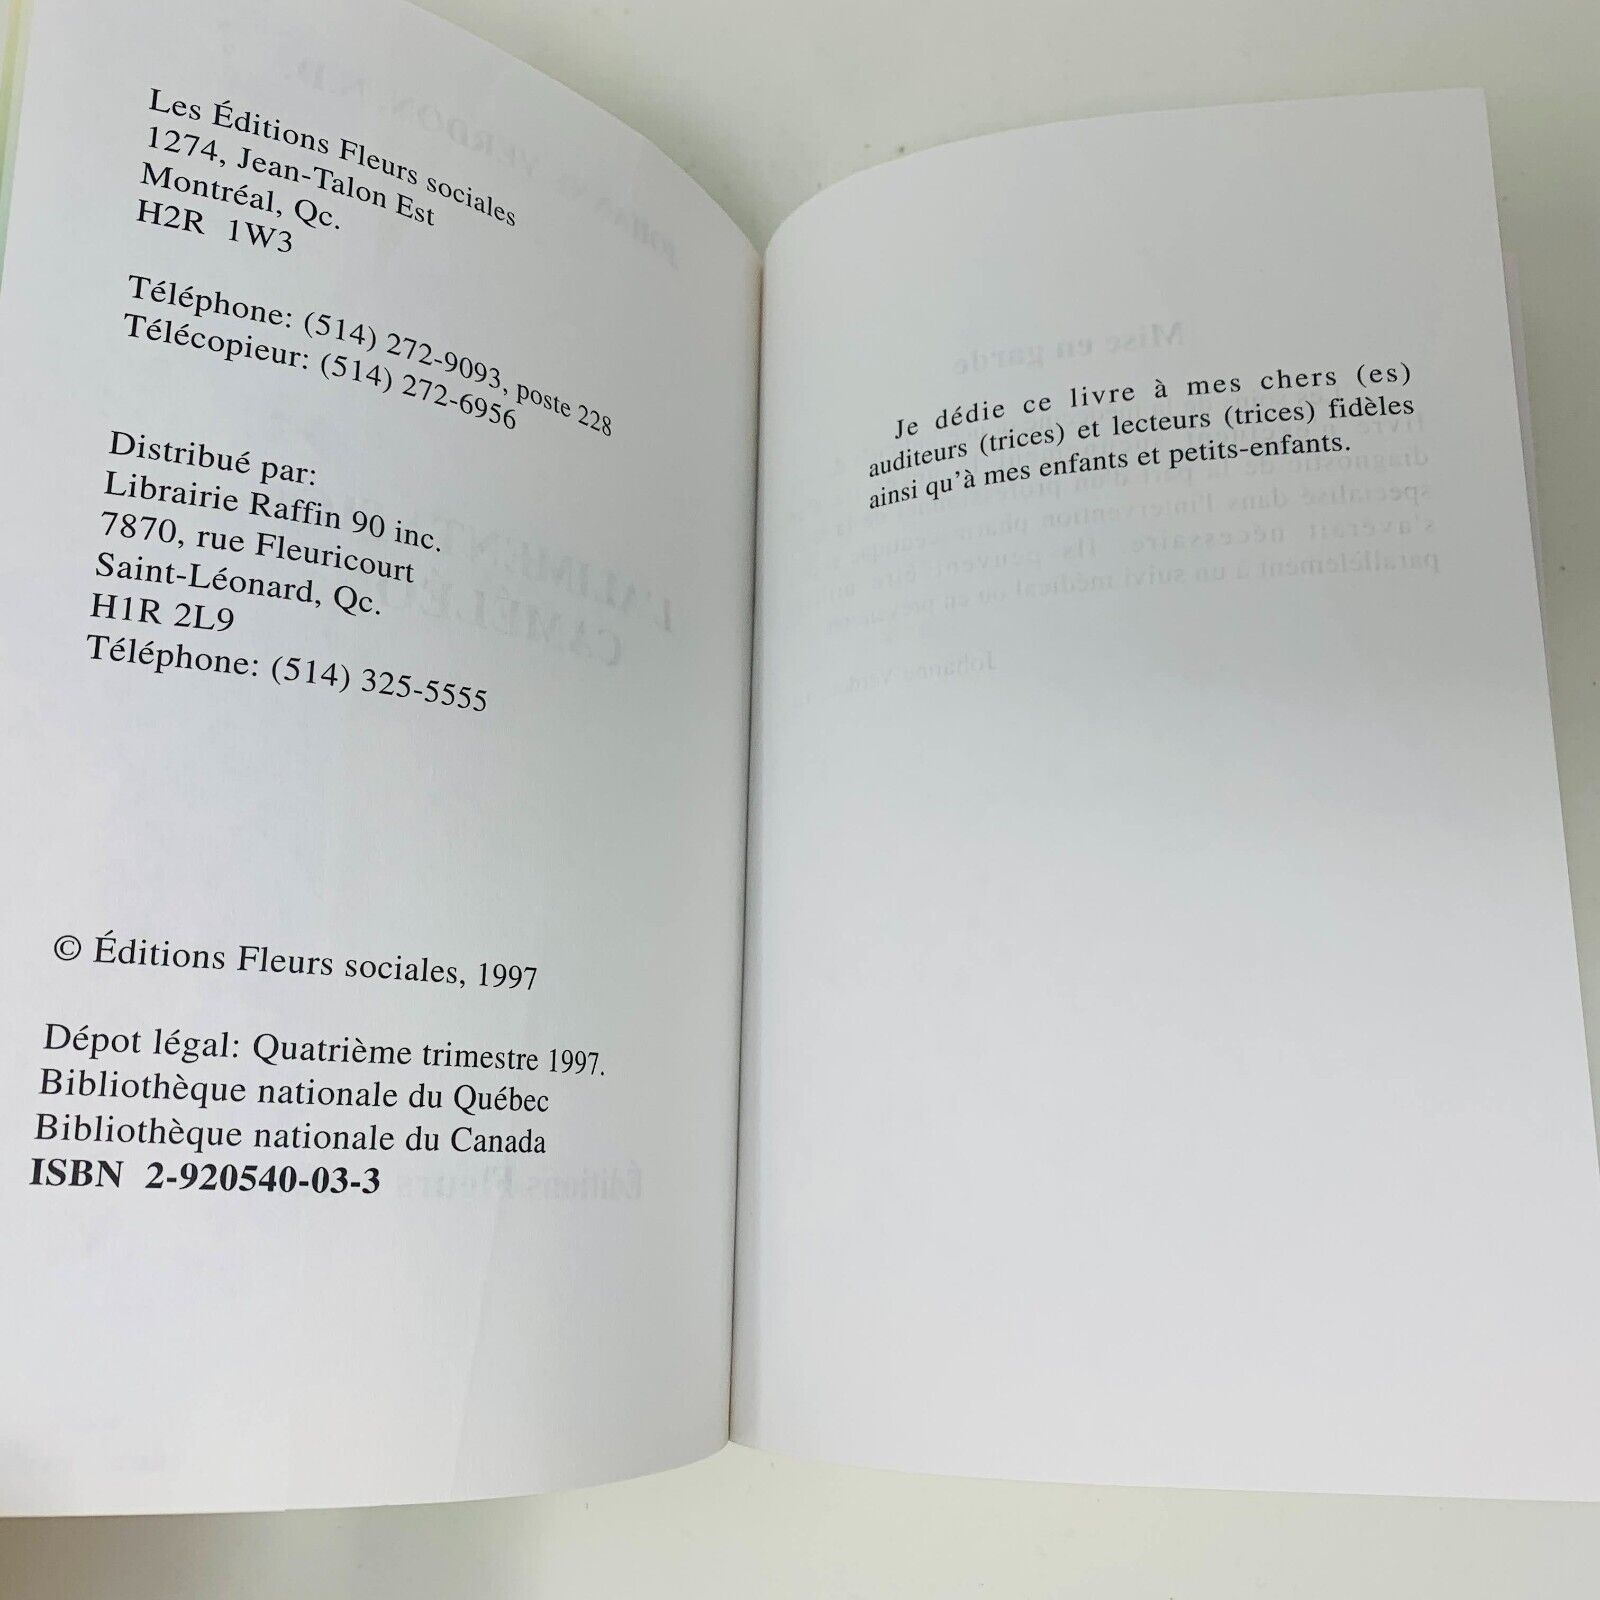 Les Éditions Fleurs sociales
1274, Jean-Talon Est
Montréal, Qc.
H2R 1W3
Téléphone: (514) 272-9093, poste 228
Télécopieur: (514) 272-6956
Distribué par:
Librairie Raffin 90 inc.
7870, rue Fleuricourt
Saint-Léonard, Qc.
H1R 2L9
Téléphone: (514) 325-5555
© Éditions Fleurs sociales, 1997
Dépot légal: Quatrième trimestre 1997.
Bibliothèque nationale du Québec
Bibliothèque nationale du Canada
ISBN 2-920540-03-3
Je dédie ce livre à mes chers (es)
auditeurs (trices) et lecteurs (trices) fidèles
ainsi qu'à mes enfants et petits-enfants.